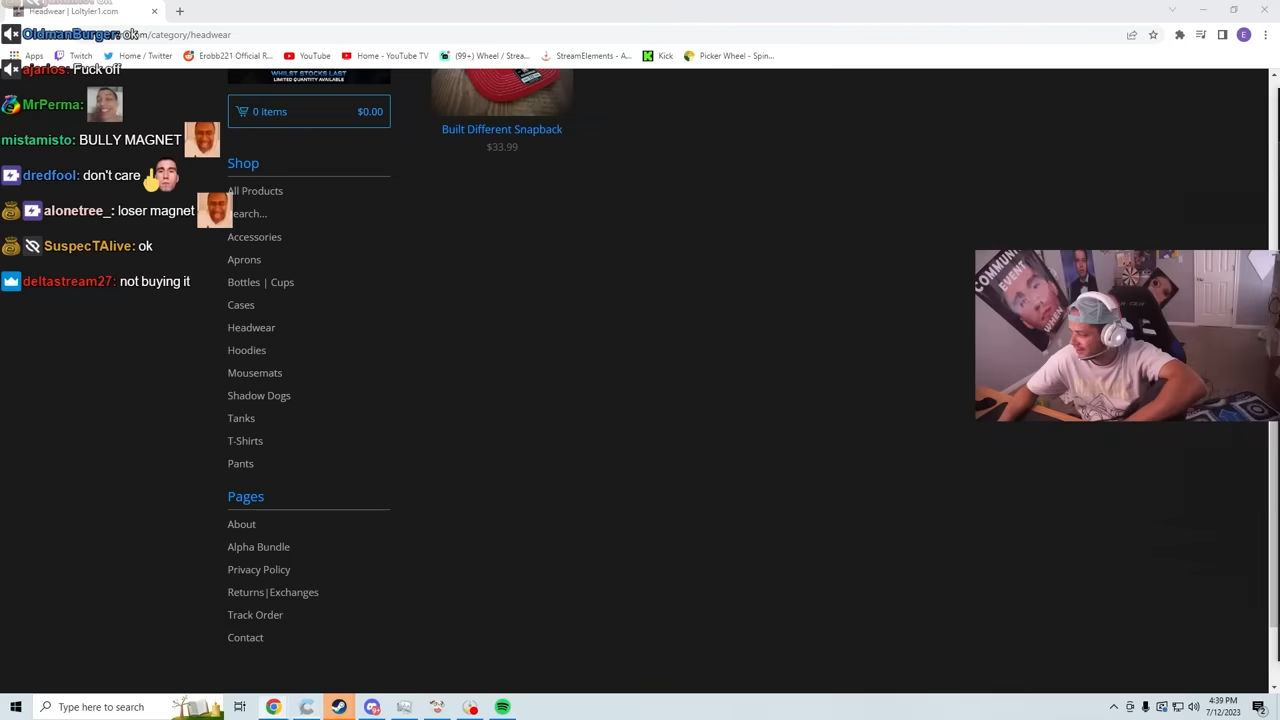 Headwear | Loltyler1.com
OldmanBurger: ok
/category/headwear
E
Apps
Twitch
Home / Twitter
Erobb221 Official R...
YouTube
Home - YouTube TV
(99+) Wheel / Strea...
StreamElements - A...
Kick
Picker Wheel - Spin...
ajarlos: Fuck off
MrPerma:
mistamisto: BULLY MAGNET
dredfool: don't care
alonetree_: loser magnet
SuspecTAlive: ok
deltastream27: not buying it
WHILST STOCKS LAST
LIMITED QUANTITY AVAILABLE
0 items $0.00
Built Different Snapback
$33.99
Shop
All Products
earch...
Accessories
Aprons
Bottles | Cups
Cases
Headwear
Hoodies
Mousemats
Shadow Dogs
Tanks
T-Shirts
Pants
Pages
About
Alpha Bundle
Privacy Policy
Returns|Exchanges
Track Order
Contact
COMMUNI
EVENT
WHEN
Type here to search
4:39 PM
7/12/2023
2